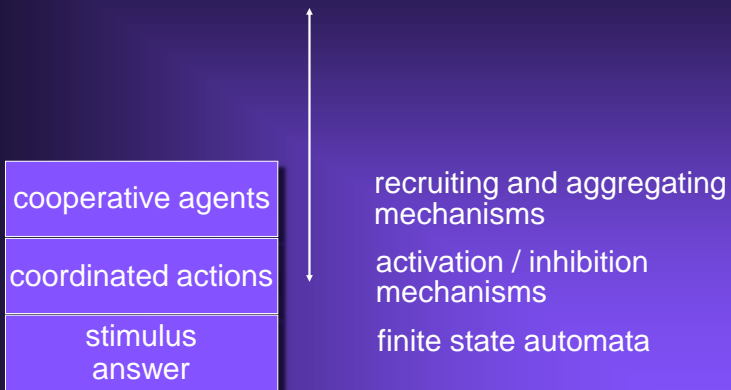 cooperative agents
recruiting and aggregating
mechanisms
coordinated actions
activation / inhibition
mechanisms
stimulus
answer
finite state automata